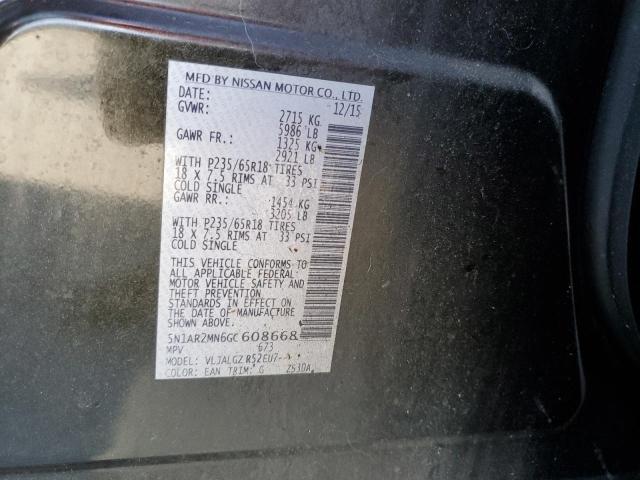 MFD BY NISSAN MOTOR CO., LTD.
DATE: 12/15
GVWR: 2715 KG
5986 LB
GAWR FR.: 1325 KG
2921 LB
WITH P235/65R18 TIRES
18 X 7.5 RIMS AT 33 PSI
COLD SINGLE
GAWR RR.: 1454 KG
3205 LB
WITH P235/65R18 TIRES
18 X 7.5 RIMS AT 33 PSI
COLD SINGLE
THIS VEHICLE CONFORMS TO
ALL APPLICABLE FEDERAL
MOTOR VEHICLE SAFETY AND
THEFT PREVENTION
STANDARDS IN EFFECT ON
THE DATE OF MANUFACTURE
SHOWN ABOVE.
5N1AR2MN6GC608668
MPV 673
MODEL: VLJALGZ R52EU7-
COLOR: EAN TRIM: G